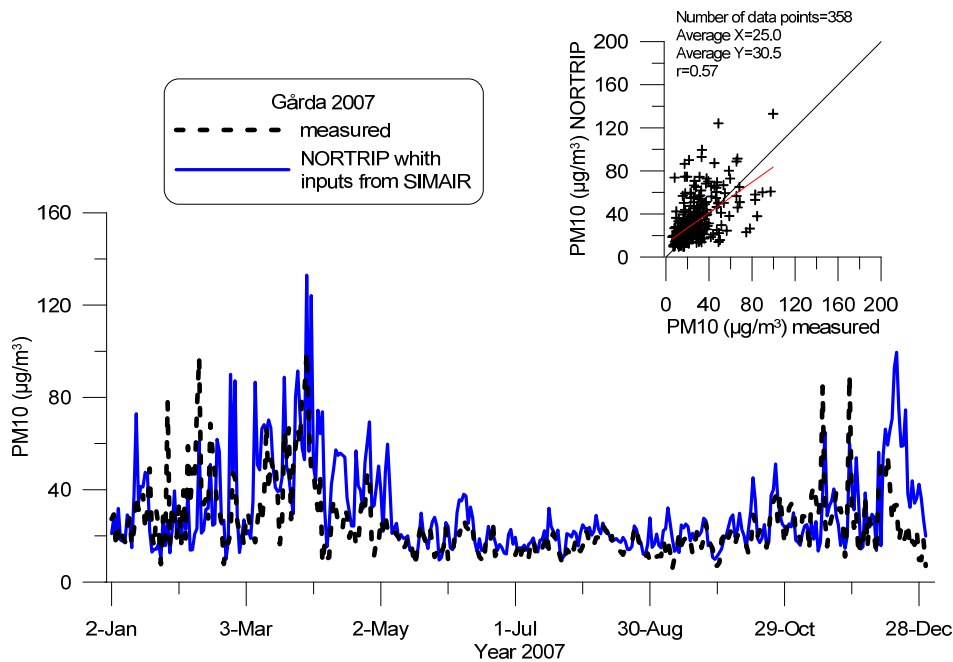 Number of data points=358
Average X=25.0
Average Y=30.5
r=0.57
200
160
120
80
40
0
PM10 (µg/m³) NORTRIP
0 40 80 120 160 200
PM10 (µg/m³) measured
Gårda 2007
measured
NORTRIP whith
inputs from SIMAIR
160
120
80
40
0
PM10 (µg/m³)
2-Jan 3-Mar 2-May 1-Jul 30-Aug 29-Oct 28-Dec
Year 2007